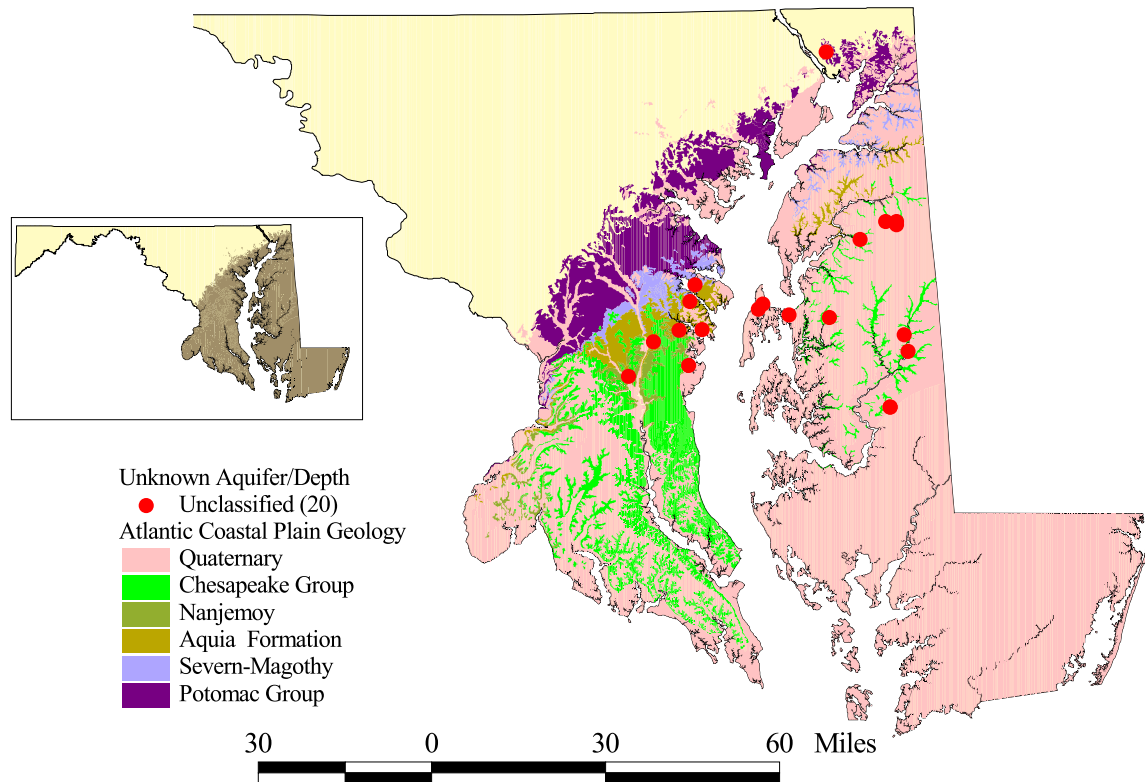 Unknown Aquifer/Depth
Unclassified (20)
Atlantic Coastal Plain Geology
Quaternary
Chesapeake Group
Nanjemoy
Aquia Formation
Severn-Magothy
Potomac Group
30 0 30 60 Miles